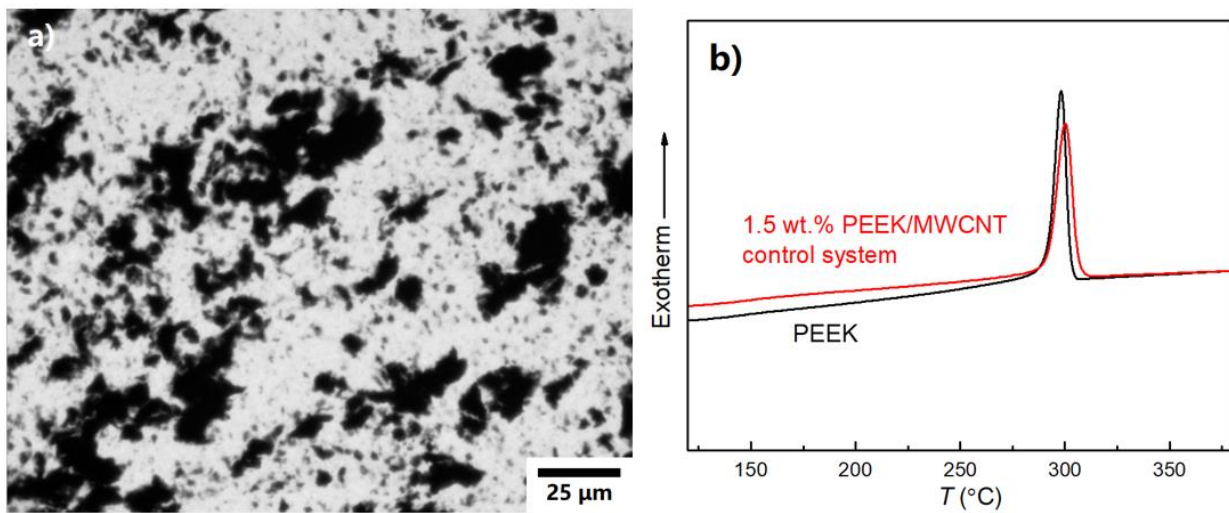 a)
25 μm
b)
Exotherm
1.5 wt.% PEEK/MWCNT
control system
PEEK
150
200
250
300
350
T (°C)